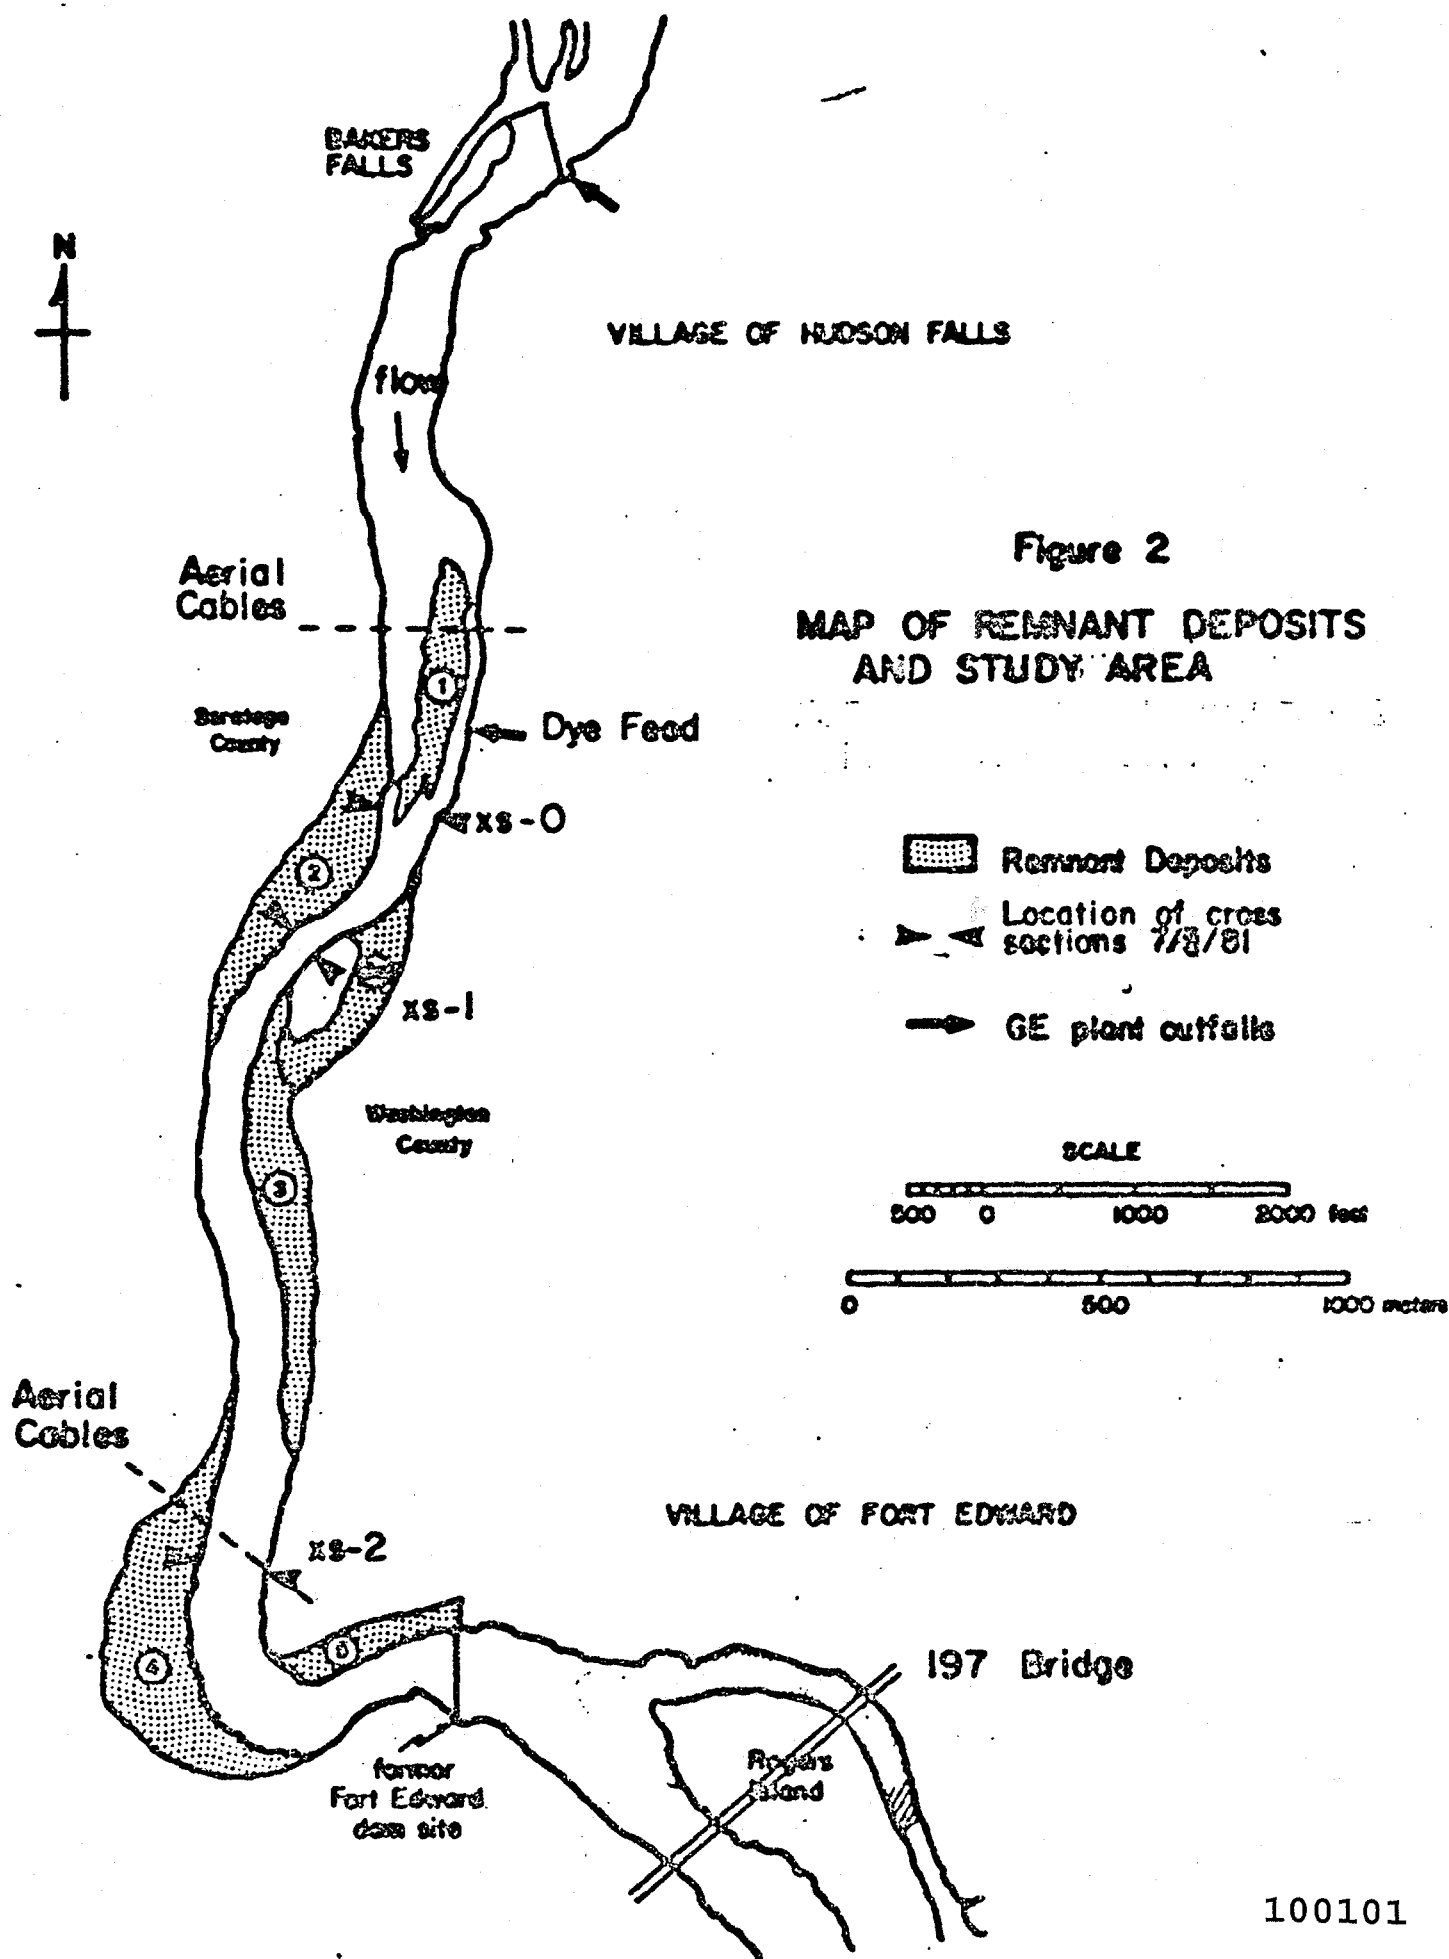 BAKERS
FALLS
N
VILLAGE OF HUDSON FALLS
flow
Figure 2
Aerial
Cables
MAP OF REMNANT DEPOSITS
AND STUDY AREA
1
Saratoga
County
Dye Feed
xs-0
2
Remnant Deposits
Location of cross
sections 7/8/81
xs-1
GE plant outfalls
Washington
County
SCALE
3
500 0 1000 2000 feet
0 500 1000 meters
Aerial
Cables
VILLAGE OF FORT EDWARD
xs-2
4
197 Bridge
Rogers
Island
former
Fort Edward
dam site
100101